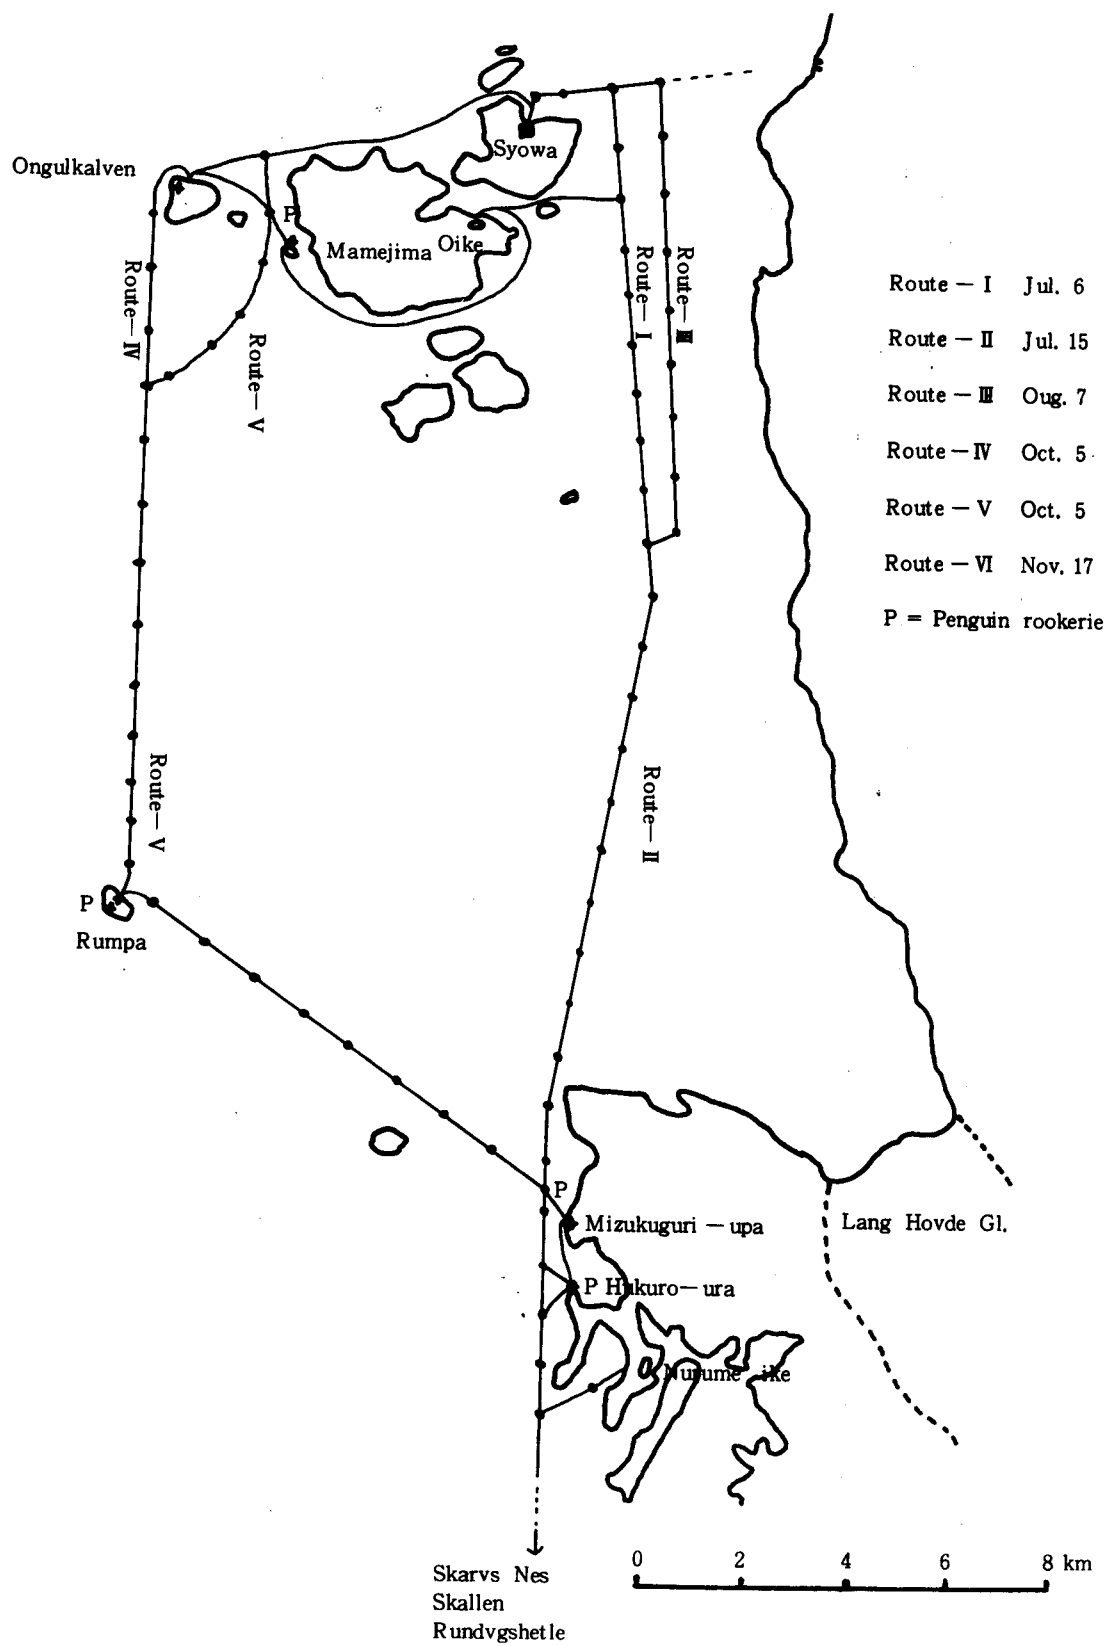 Syowa
Ongulkalven
P
Mamejima
Oike
Route—IV
Route—V
Route—I
Route—III
Route—I Jul. 6
Route—II Jul. 15
Route—III Oug. 7
Route—IV Oct. 5
Route—V Oct. 5
Route—VI Nov. 17
P = Penguin rookerie
Route—V
Route—II
P
Rumpa
P
Mizukuguri—upa
Lang Hovde Gl.
P Hukuro—ura
Nurume ike
0 2 4 6 8 km
Skarvs Nes
Skallen
Rundvgshetle